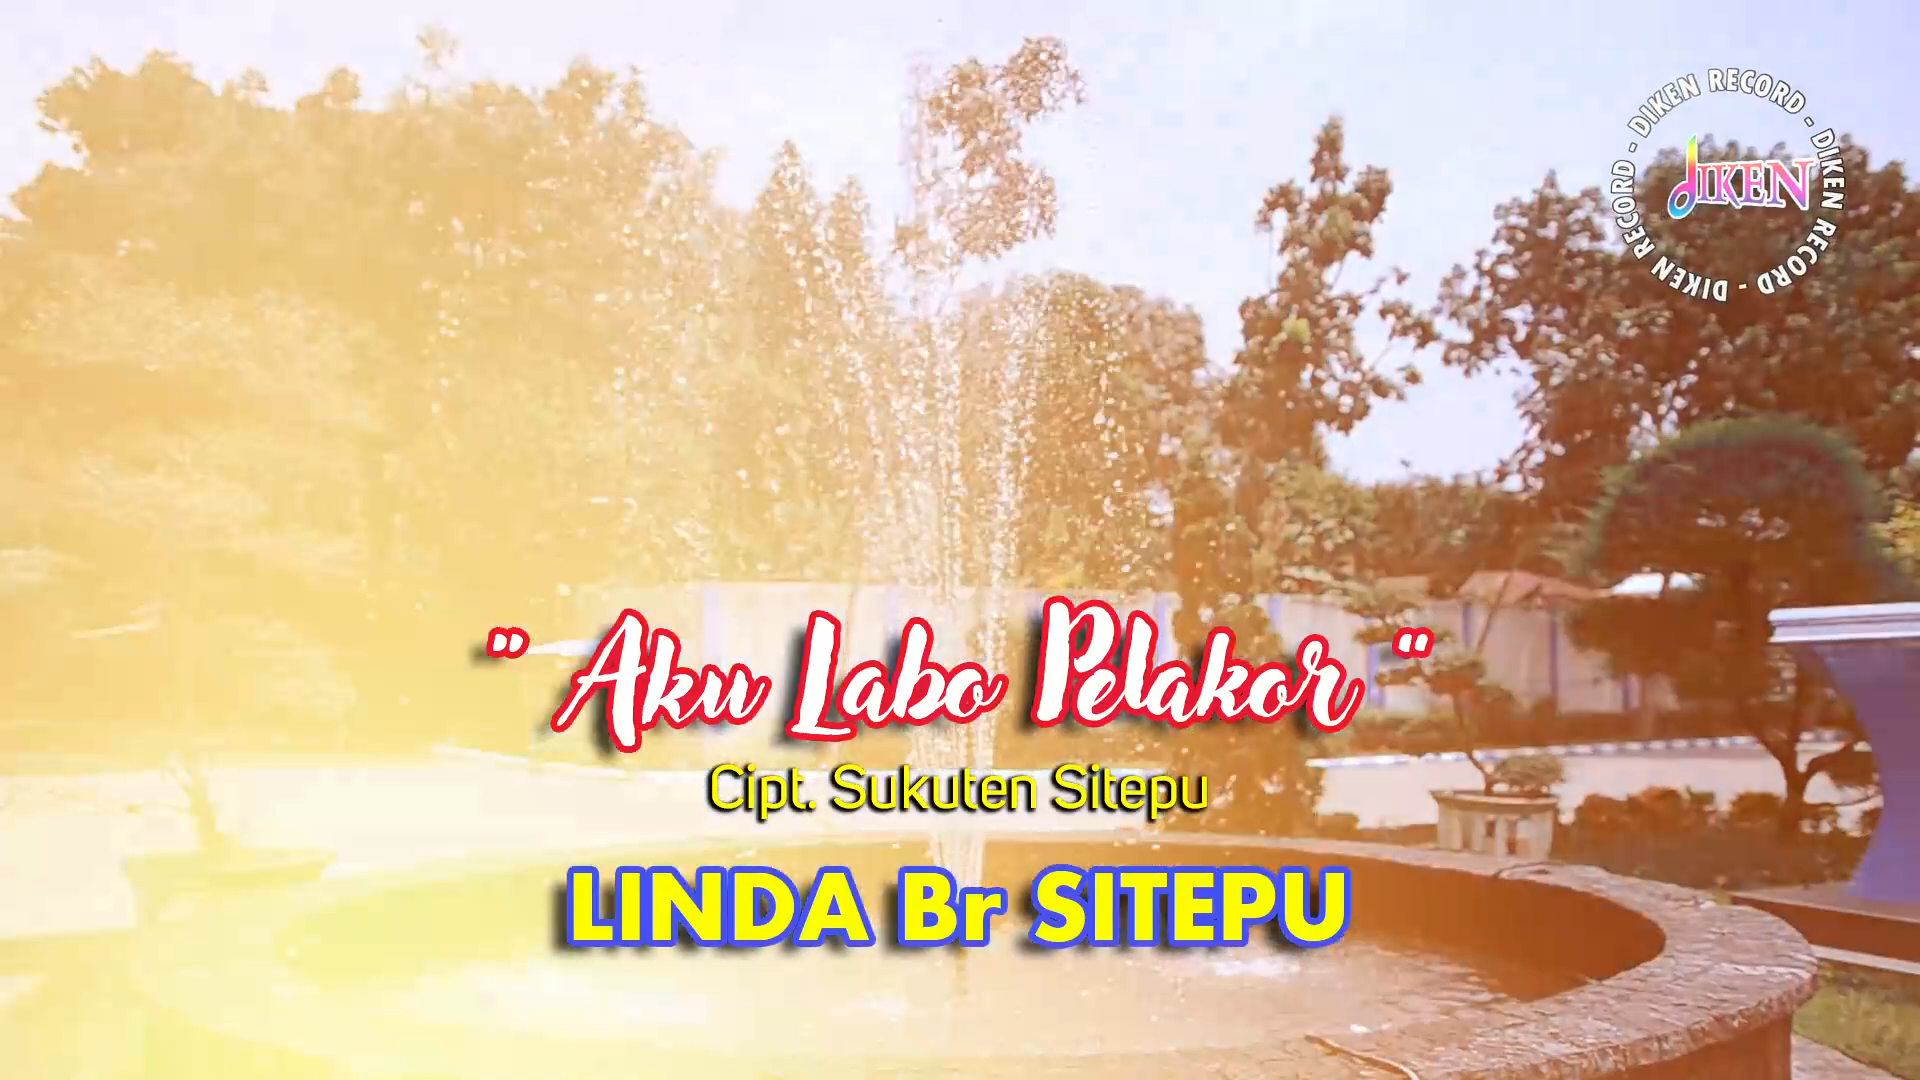 DIKEN RECORD - DIKEN RECORD - DIKEN RECORD -
DIKEN
" Aku Labo Pelakor "
Cipt. Sukuten Sitepu
LINDA Br SITEPU